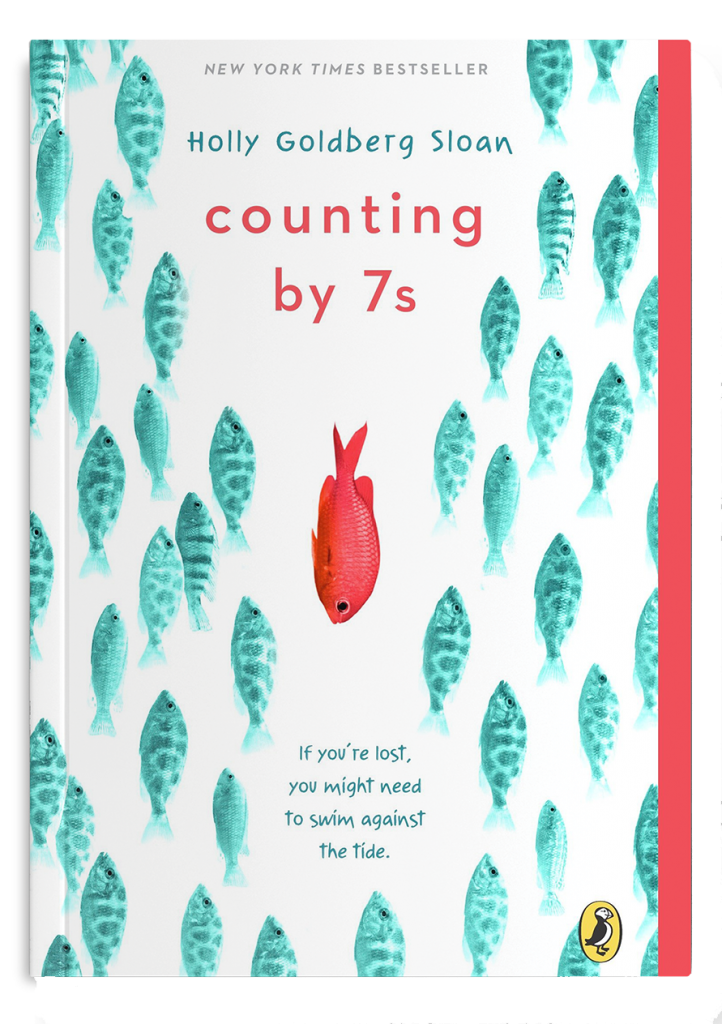 NEW YORK TIMES BESTSELLER
Holly Goldberg Sloan
counting
by 7s
If you're lost,
you might need
to swim against
the tide.